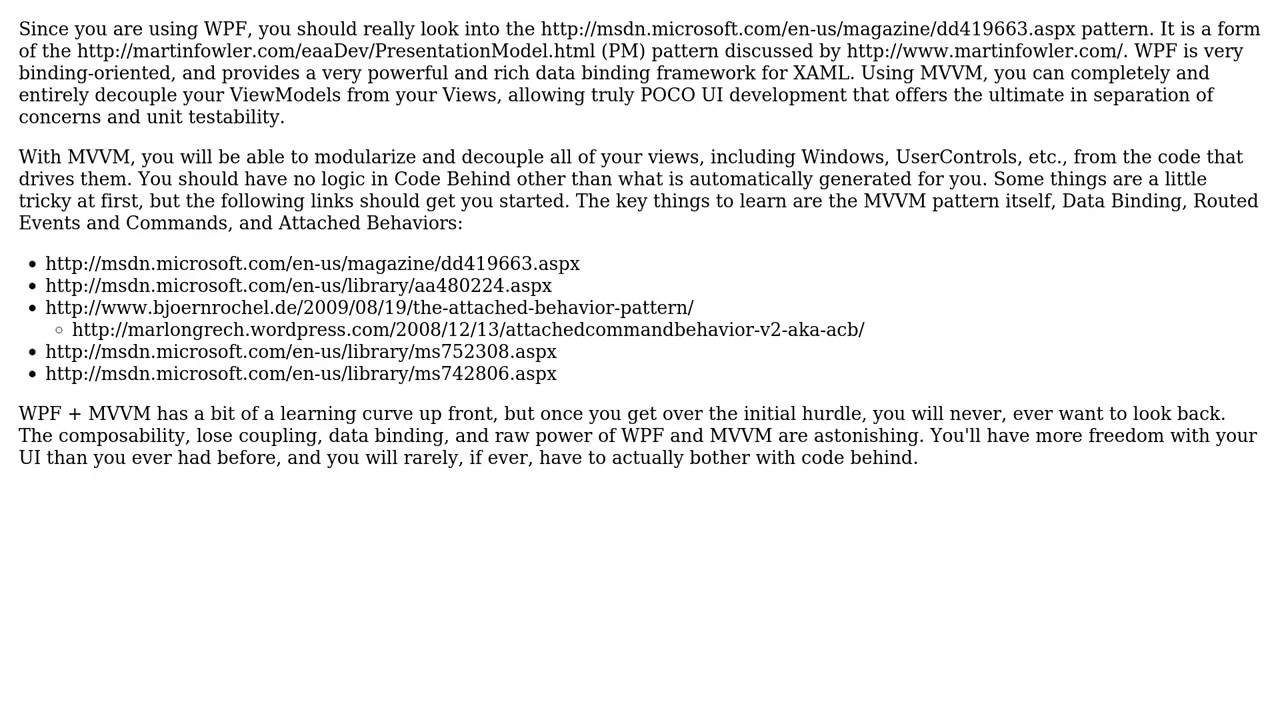 Since you are using WPF, you should really look into the http://msdn.microsoft.com/en-us/magazine/dd419663.aspx pattern. It is a form
of the http://martinfowler.com/eaaDev/PresentationModel.html (PM) pattern discussed by http://www.martinfowler.com/. WPF is very
binding-oriented, and provides a very powerful and rich data binding framework for XAML. Using MVVM, you can completely and
entirely decouple your ViewModels from your Views, allowing truly POCO UI development that offers the ultimate in separation of
concerns and unit testability.
With MVVM, you will be able to modularize and decouple all of your views, including Windows, UserControls, etc., from the code that
drives them. You should have no logic in Code Behind other than what is automatically generated for you. Some things are a little
tricky at first, but the following links should get you started. The key things to learn are the MVVM pattern itself, Data Binding, Routed
Events and Commands, and Attached Behaviors:
• http://msdn.microsoft.com/en-us/magazine/dd419663.aspx
• http://msdn.microsoft.com/en-us/library/aa480224.aspx
• http://www.bjoernrochel.de/2009/08/19/the-attached-behavior-pattern/
◦ http://marlongrech.wordpress.com/2008/12/13/attachedcommandbehavior-v2-aka-acb/
• http://msdn.microsoft.com/en-us/library/ms752308.aspx
• http://msdn.microsoft.com/en-us/library/ms742806.aspx
WPF + MVVM has a bit of a learning curve up front, but once you get over the initial hurdle, you will never, ever want to look back.
The composability, lose coupling, data binding, and raw power of WPF and MVVM are astonishing. You'll have more freedom with your
UI than you ever had before, and you will rarely, if ever, have to actually bother with code behind.